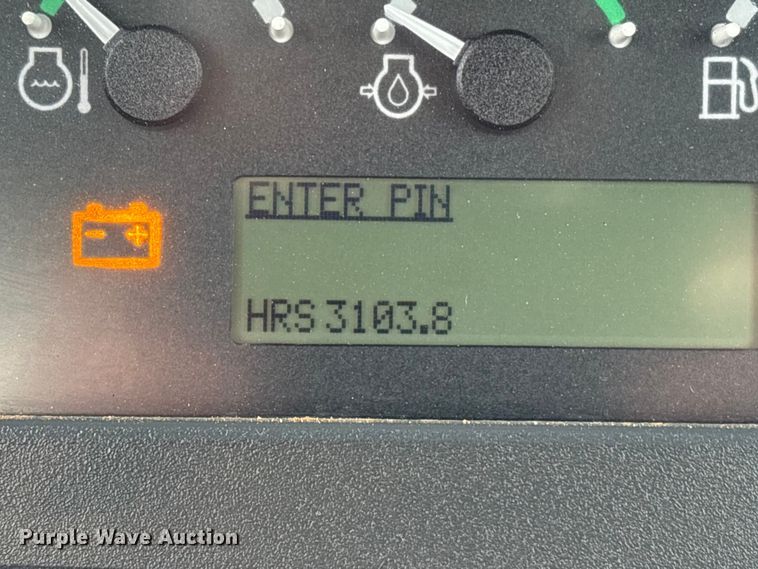 ENTER PIN
HRS 3103.8
Purple Wave Auction